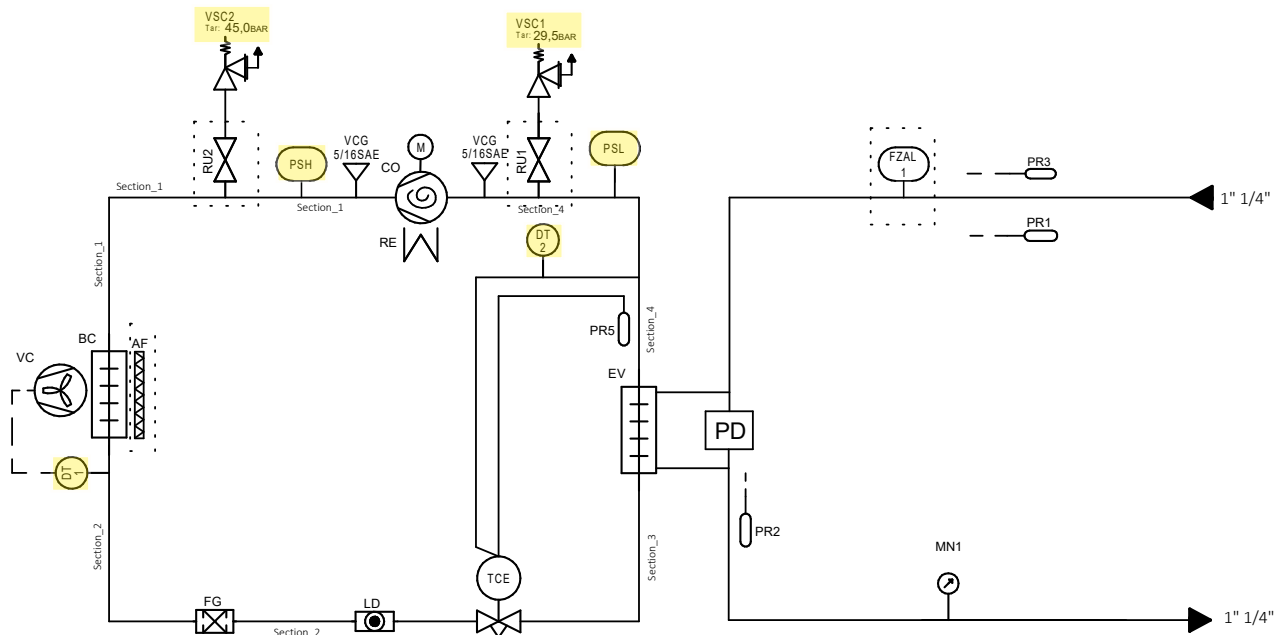 VSC2
Tar: 45,0BAR
VSC1
Tar: 29,5BAR
RU2
PSH
VCG
5/16SAE
M
CO
VCG
5/16SAE
RU1
PSL
FZAL
1
PR3
1" 1/4"
Section_1
Section_1
Section_4
RE
DT
2
PR1
Section_1
PR5
Section_4
VC
BC
AF
EV
PD
DT
1
Section_2
PR2
Section_3
MN1
TCE
FG
LD
Section_2
1" 1/4"